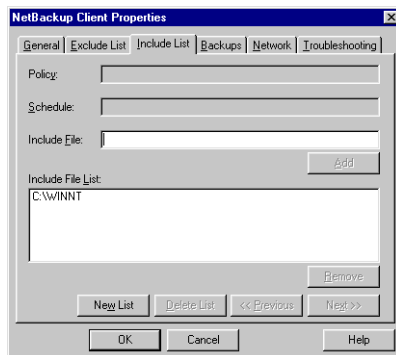 NetBackup Client Properties
General Exclude List Include List Backups Network Troubleshooting
Policy:
Schedule:
Include File:
Add
Include File List:
C:\WINNT
Remove
New List Delete List << Previous Next >>
OK Cancel Help